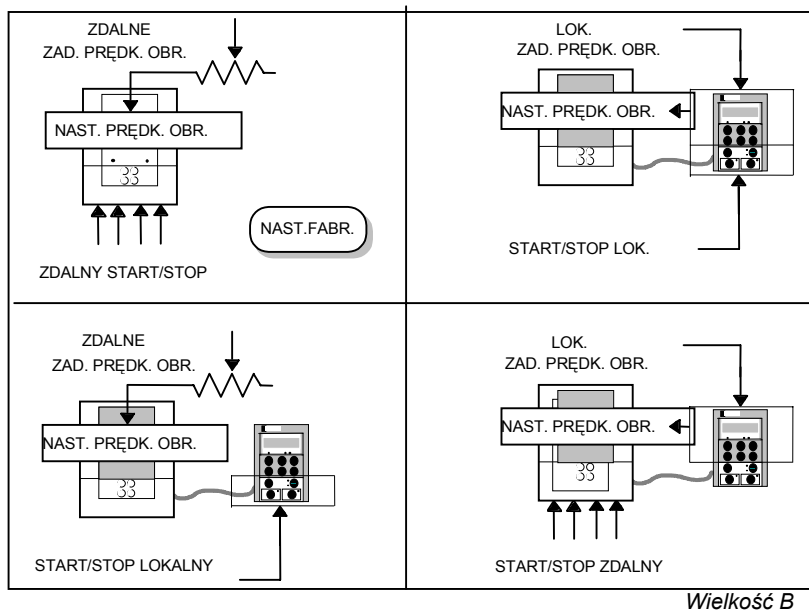 ZDALNE
ZAD. PRĘDK. OBR.
NAST. PRĘDK. OBR.
NAST.FABR.
ZDALNY START/STOP
LOK.
ZAD. PRĘDK. OBR.
NAST. PRĘDK. OBR.
START/STOP LOK.
ZDALNE
ZAD. PRĘDK. OBR.
NAST. PRĘDK. OBR.
START/STOP LOKALNY
LOK.
ZAD. PRĘDK. OBR.
NAST. PRĘDK. OBR.
START/STOP ZDALNY
Wielkość B